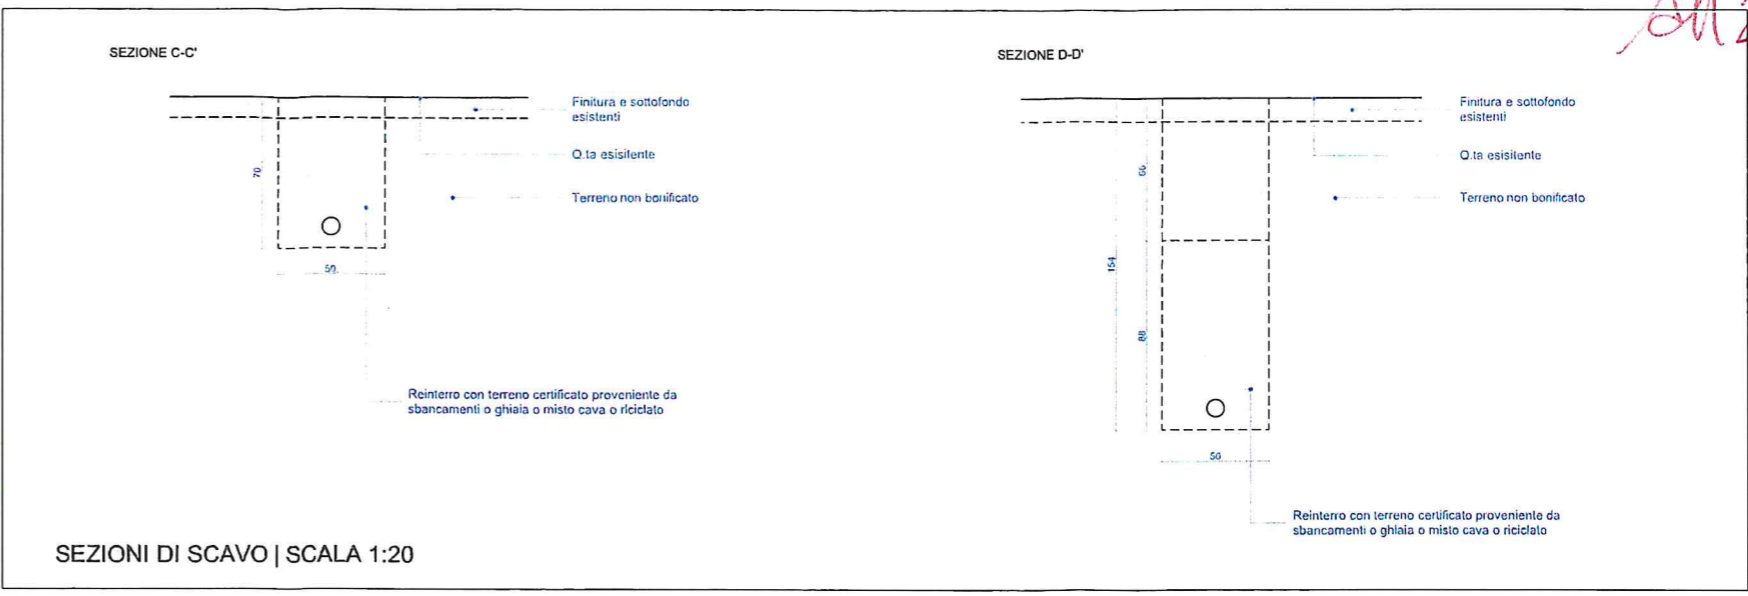 SEZIONE C-C'
Finitura e sottofondo
esistenti
Q.ta esisitente
Terreno non bonificato
70
50
Reinterro con terreno certificato proveniente da
sbancamenti o ghiaia o misto cava o riciclato
SEZIONE D-D'
Finitura e sottofondo
esistenti
Q.ta esisitente
Terreno non bonificato
66
154
88
50
Reinterro con terreno certificato proveniente da
sbancamenti o ghiaia o misto cava o riciclato
SEZIONI DI SCAVO | SCALA 1:20